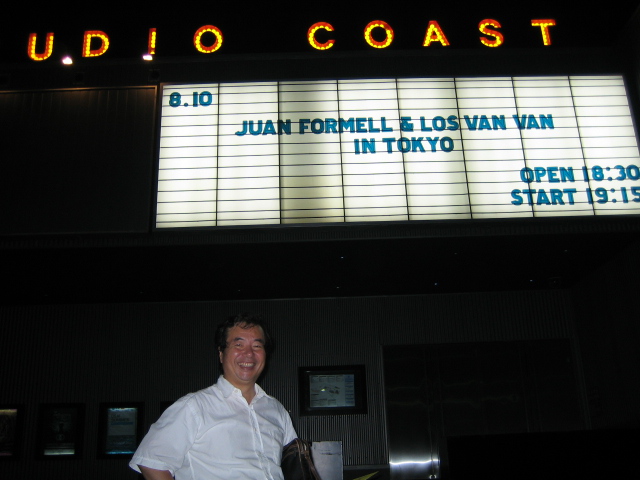 UDIO COAST
8.10
JUAN FORMELL & LOS VAN VAN
IN TOKYO
OPEN 18:30
START 19:15